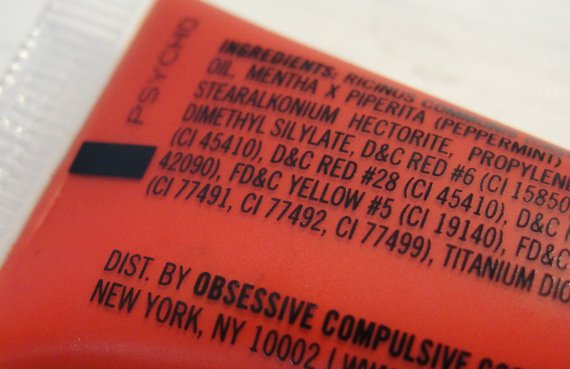 PSYCHO
INGREDIENTS: RICINUS COMMUNIS
OIL, MENTHA X PIPERITA (PEPPERMINT)
STEARALKONIUM HECTORITE, PROPYLENE
DIMETHYL SILYLATE, D&C RED #6 (CI 15850
(CI 45410), D&C RED #28 (CI 45410), D&C
42090), FD&C YELLOW #5 (CI 19140), FD&C
(CI 77491, CI 77492, CI 77499), TITANIUM
DIST. BY OBSESSIVE COMPULSIVE
NEW YORK, NY 10002 |